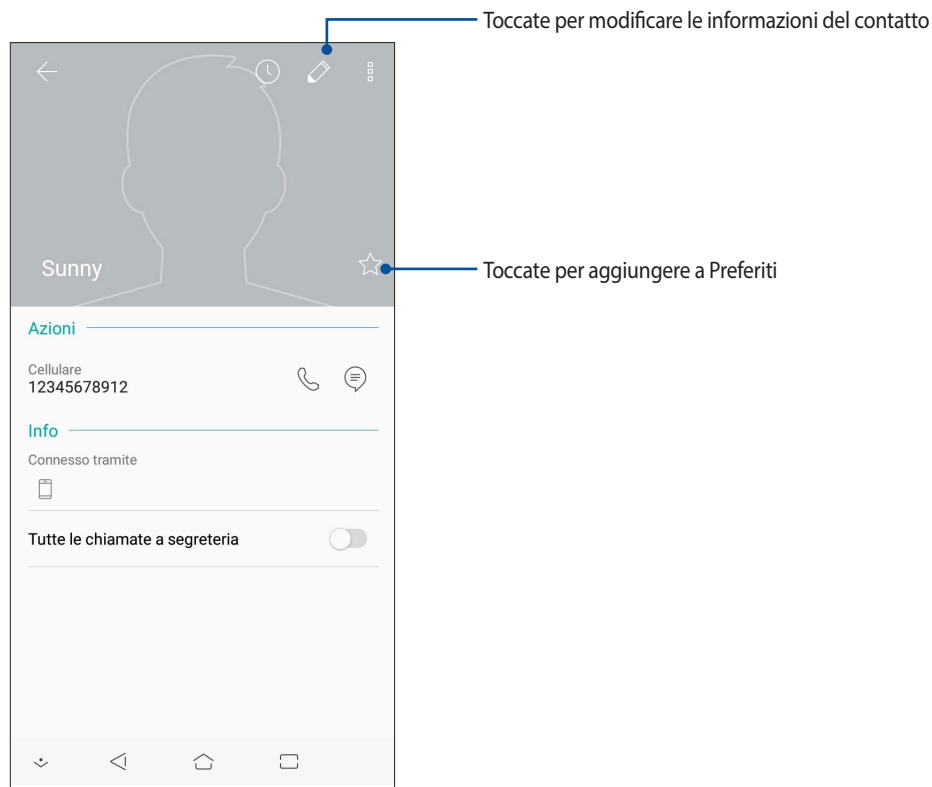 Toccate per modificare le informazioni del contatto
Sunny
Toccate per aggiungere a Preferiti
Azioni
Cellulare
12345678912
Info
Connesso tramite
Tutte le chiamate a segreteria